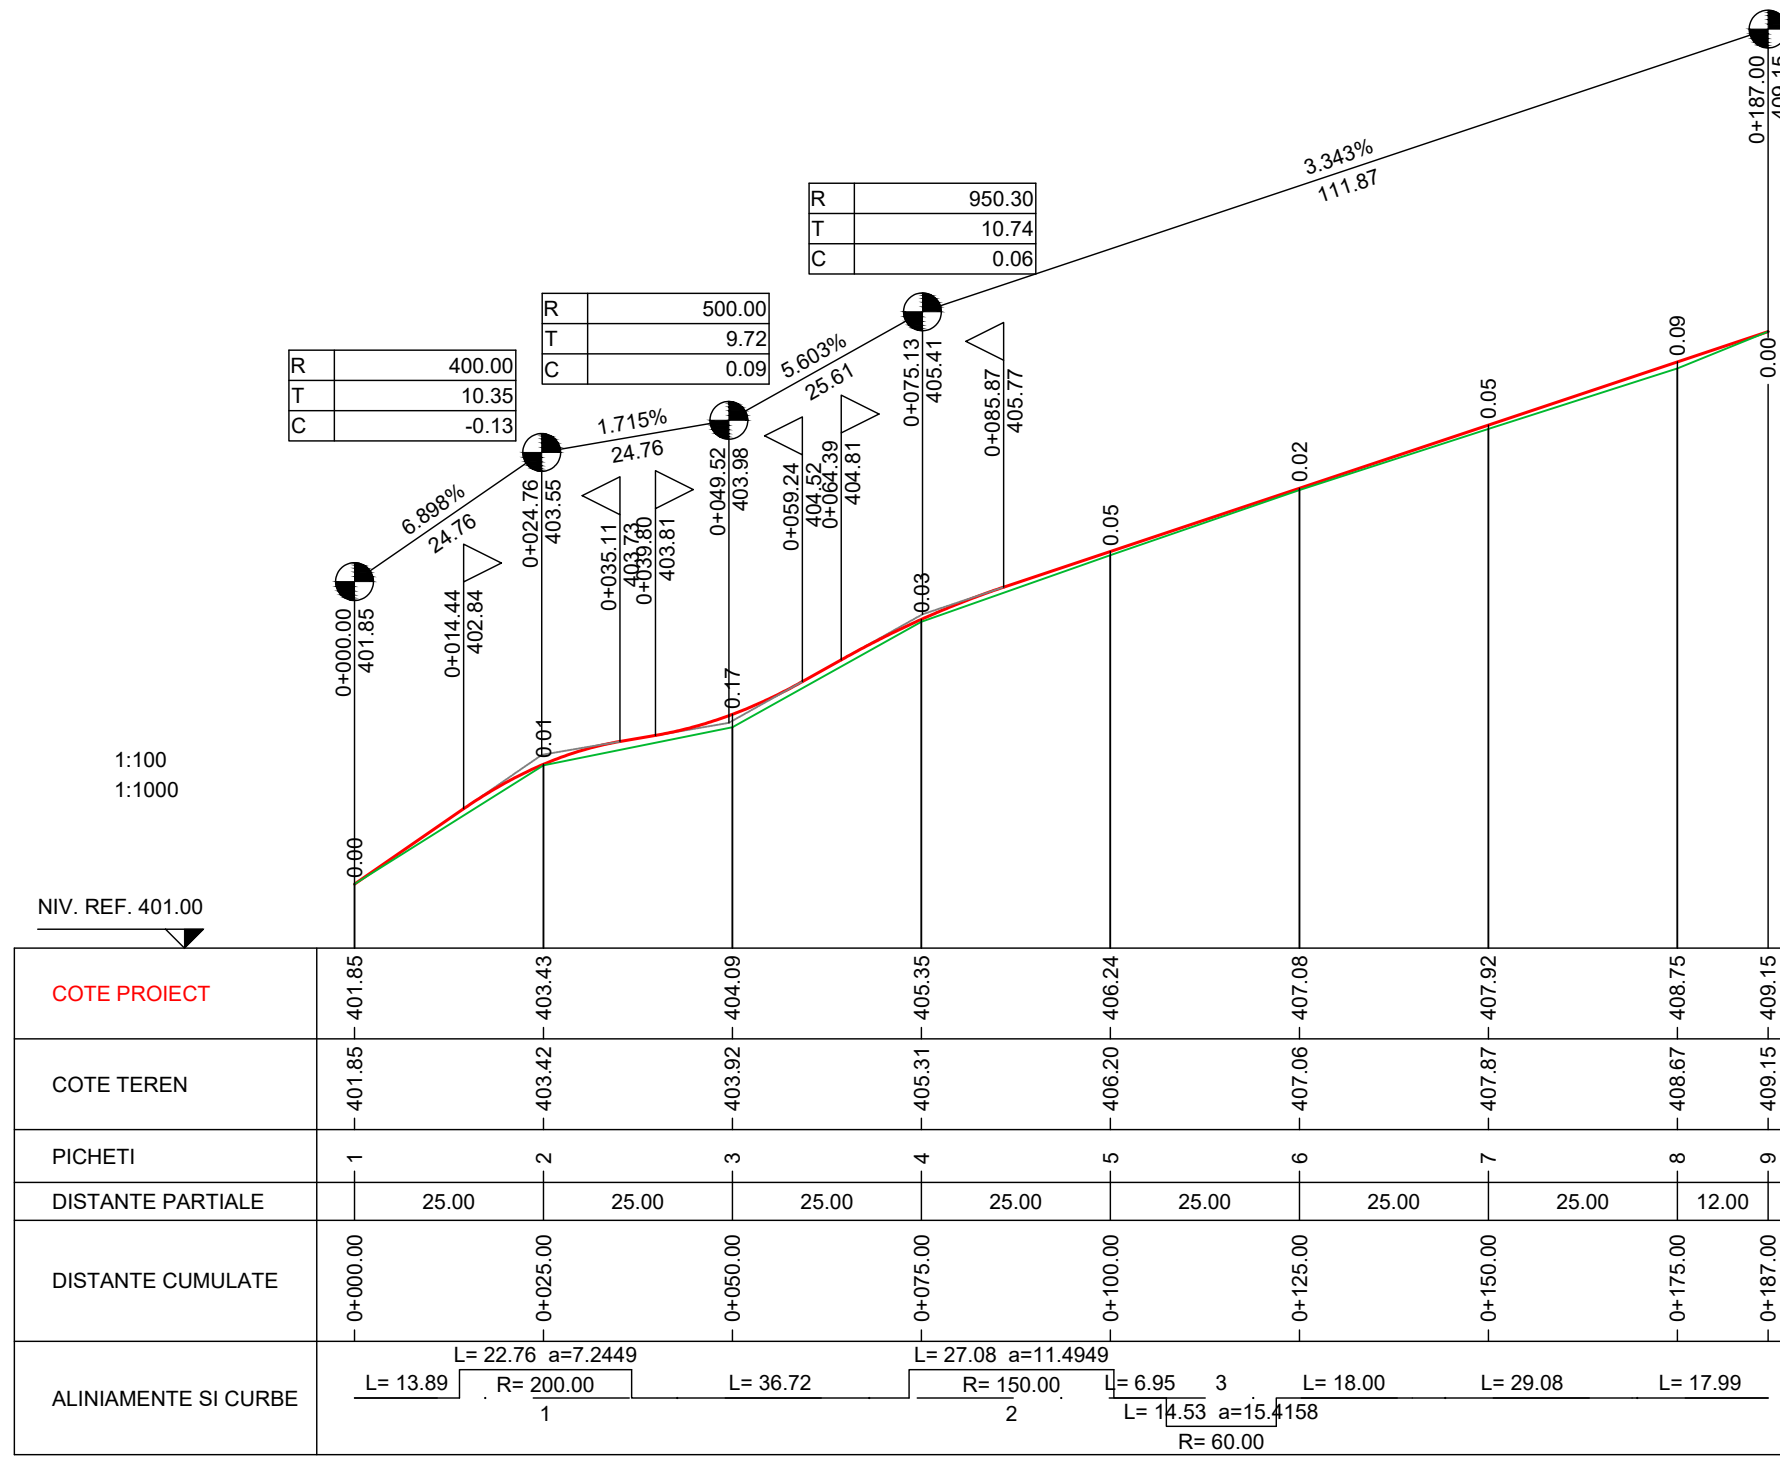 0+187.00
409.15
3.343%
111.87
R 950.30
T 10.74
C 0.06
R 500.00
T 9.72
C 0.09
R 400.00
T 10.35
C -0.13
5.603%
25.61
1.715%
24.76
6.898%
24.76
0+000.00
401.85
0+014.44
402.84
0+024.76
403.55
0+035.11
403.73
0+039.80
403.81
0+049.52
403.98
0+059.24
404.52
0+064.39
404.81
0+075.13
405.41
0+085.87
405.77
0.00
0.01
0.17
0.03
0.05
0.02
0.05
0.09
0.00
1:100
1:1000
NIV. REF. 401.00
COTE PROIECT 401.85 403.43 404.09 405.35 406.24 407.08 407.92 408.75 409.15
COTE TEREN 401.85 403.42 403.92 405.31 406.20 407.06 407.87 408.67 409.15
PICHETI 1 2 3 4 5 6 7 8 9
DISTANTE PARTIALE 25.00 25.00 25.00 25.00 25.00 25.00 25.00 12.00
DISTANTE CUMULATE 0+000.00 0+025.00 0+050.00 0+075.00 0+100.00 0+125.00 0+150.00 0+175.00 0+187.00
ALINIAMENTE SI CURBE
L= 22.76 a=7.2449 L= 27.08 a=11.4949
L= 13.89 R= 200.00 L= 36.72 R= 150.00 L= 6.95 3 L= 18.00 L= 29.08 L= 17.99
1 2 L= 14.53 a=15.4158
R= 60.00